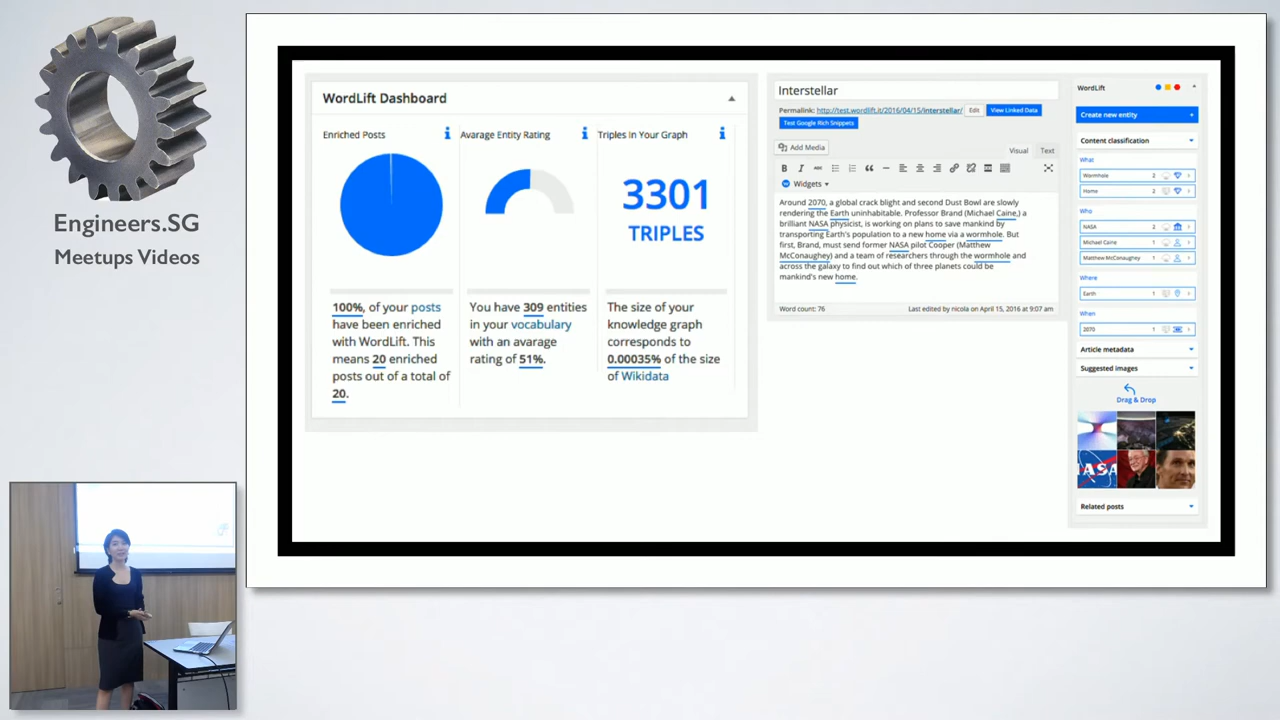 Engineers.SG
Meetups Videos
WordLift Dashboard
Enriched Posts
Avarage Entity Rating
Triples In Your Graph
3301
TRIPLES
100%, of your posts
have been enriched
with WordLift. This
means 20 enriched
posts out of a total of
20.
You have 309 entities
in your vocabulary
with an avarage
rating of 51%.
The size of your
knowledge graph
corresponds to
0.00035% of the size
of Wikidata
Interstellar
Permalink: http://test.wordlift.it/2016/04/15/interstellar/ Edit View Linked Data
Test Google Rich Snippets
Add Media
Visual Text
B I ABC
Widgets
Around 2070, a global crack blight and second Dust Bowl are slowly
rendering the Earth uninhabitable. Professor Brand (Michael Caine,) a
brilliant NASA physicist, is working on plans to save mankind by
transporting Earth's population to a new home via a wormhole. But
first, Brand, must send former NASA pilot Cooper (Matthew
McConaughey) and a team of researchers through the wormhole and
across the galaxy to find out which of three planets could be
mankind's new home.
Word count: 76
Last edited by nicola on April 15, 2016 at 9:07 am
WordLift
Create new entity +
Content classification
What
Wormhole 2
Home 2
Who
NASA 2
Michael Caine 1
Matthew McConaughey 1
Where
Earth 1
When
2070 1
Article metadata
Suggested images
Drag & Drop
NASA
Related posts